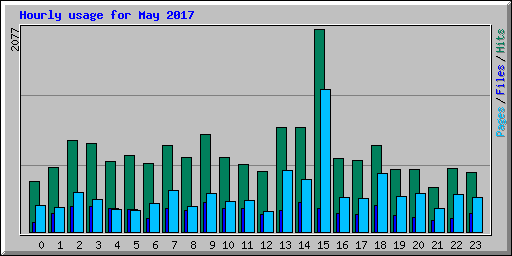 Hourly usage for May 2017
2077
Pages / Files / Hits
0 1 2 3 4 5 6 7 8 9 10 11 12 13 14 15 16 17 18 19 20 21 22 23